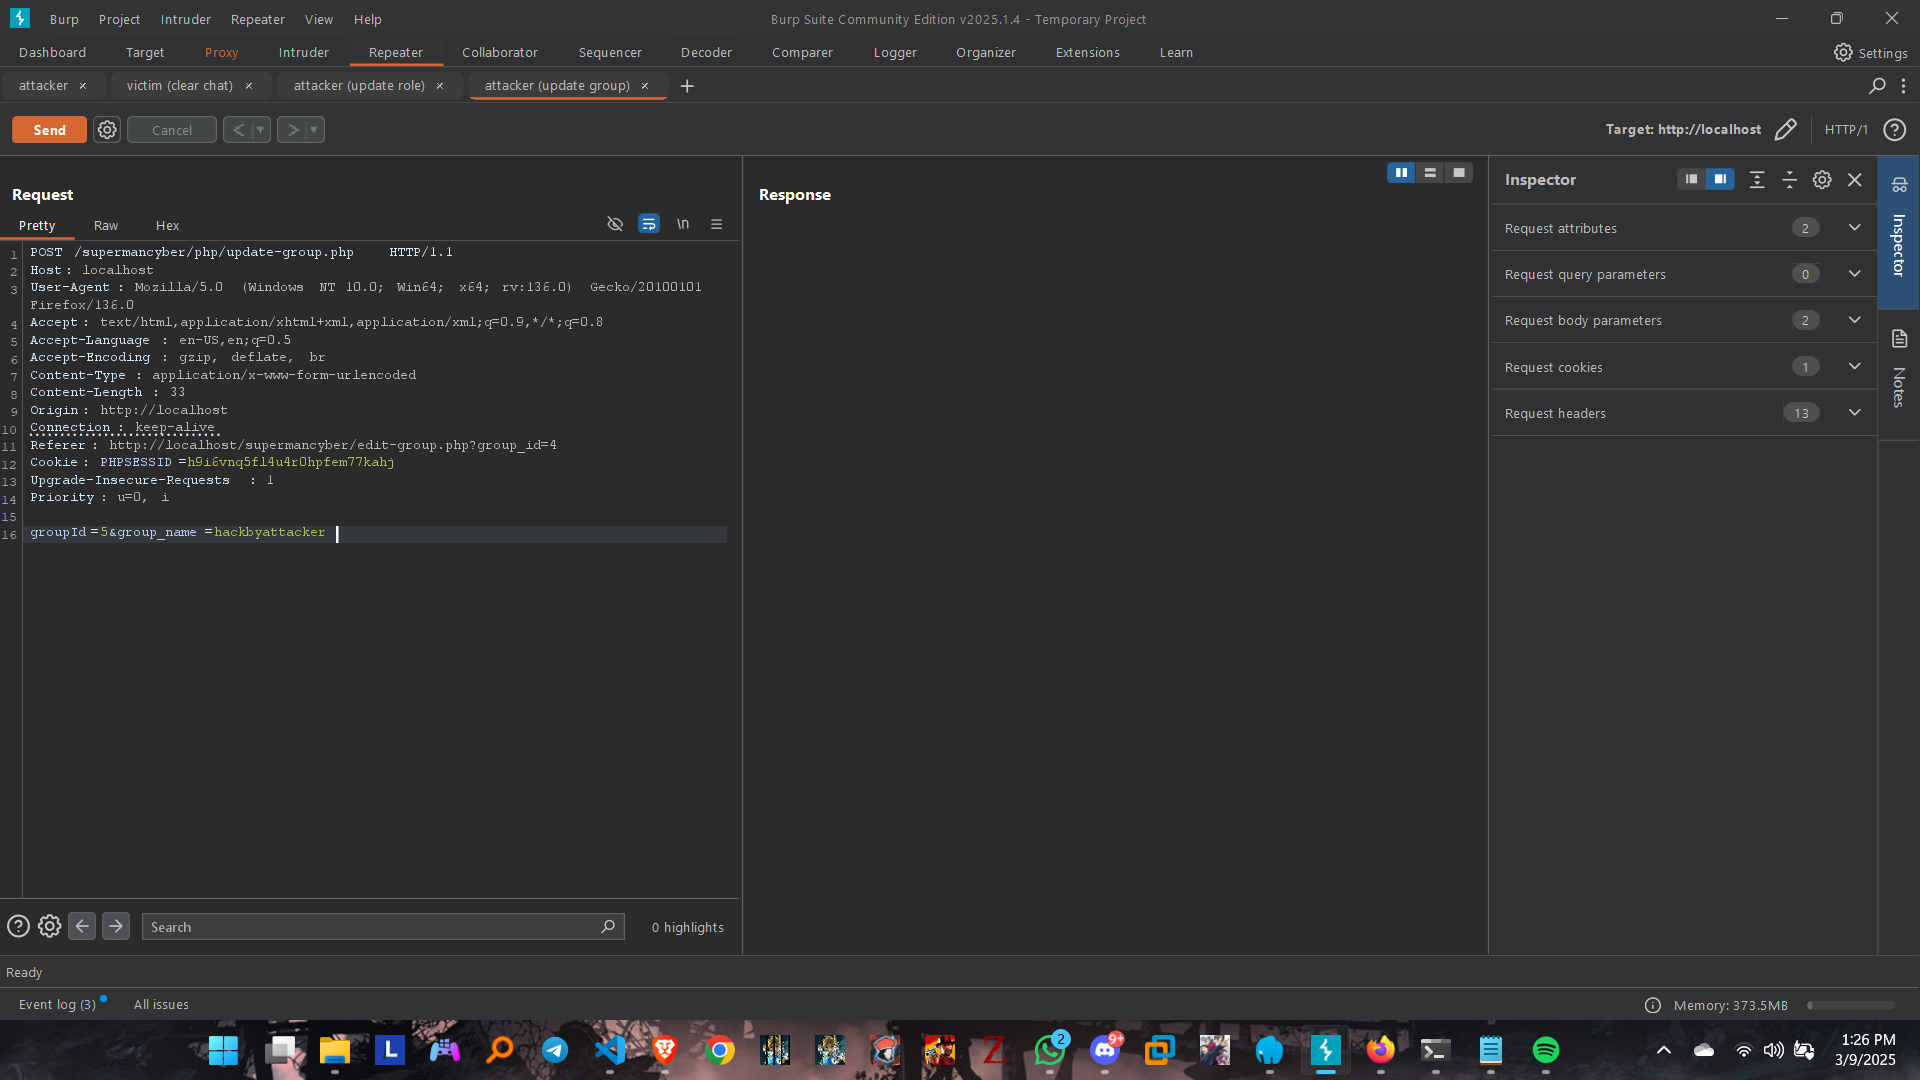 Burp Project Intruder Repeater View Help Burp Suite Community Edition v2025.1.4 - Temporary Project
Dashboard Target Proxy Intruder Repeater Collaborator Sequencer Decoder Comparer Logger Organizer Extensions Learn Settings
attacker × victim (clear chat) × attacker (update role) × attacker (update group) × +
Send Cancel < > Target: http://localhost HTTP/1 ?
Request
Pretty Raw Hex \n
1 POST /supermancyber/php/update-group.php HTTP/1.1
2 Host: localhost
3 User-Agent: Mozilla/5.0 (Windows NT 10.0; Win64; x64; rv:136.0) Gecko/20100101
Firefox/136.0
4 Accept: text/html,application/xhtml+xml,application/xml;q=0.9,*/*;q=0.8
5 Accept-Language: en-US,en;q=0.5
6 Accept-Encoding: gzip, deflate, br
7 Content-Type: application/x-www-form-urlencoded
8 Content-Length: 33
9 Origin: http://localhost
10 Connection: keep-alive
11 Referer: http://localhost/supermancyber/edit-group.php?group_id=4
12 Cookie: PHPSESSID=h9i6vnq5fl4u4r0hpfem77kahj
13 Upgrade-Insecure-Requests: 1
14 Priority: u=0, i
15
16 groupId=5&group_name=hackbyattacker
Response
Inspector
Request attributes 2
Request query parameters 0
Request body parameters 2
Request cookies 1
Request headers 13
Inspector
Notes
Search 0 highlights
Ready
Event log (3) All issues Memory: 373.5MB
L Z 2 9+
1:26 PM
3/9/2025